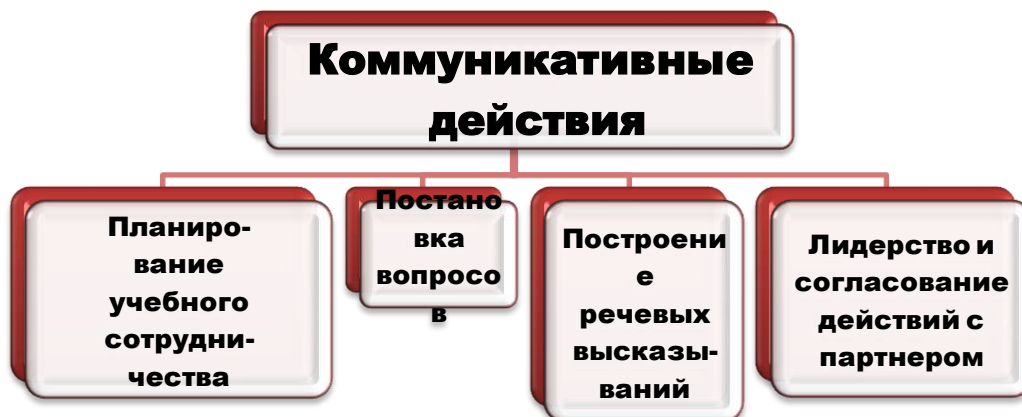 Коммуникативные
действия
Планиро-
вание
учебного
сотрудни-
чества
Постано
вка
вопросо
в
Построени
е
речевых
высказы-
ваний
Лидерство и
согласование
действий с
партнером